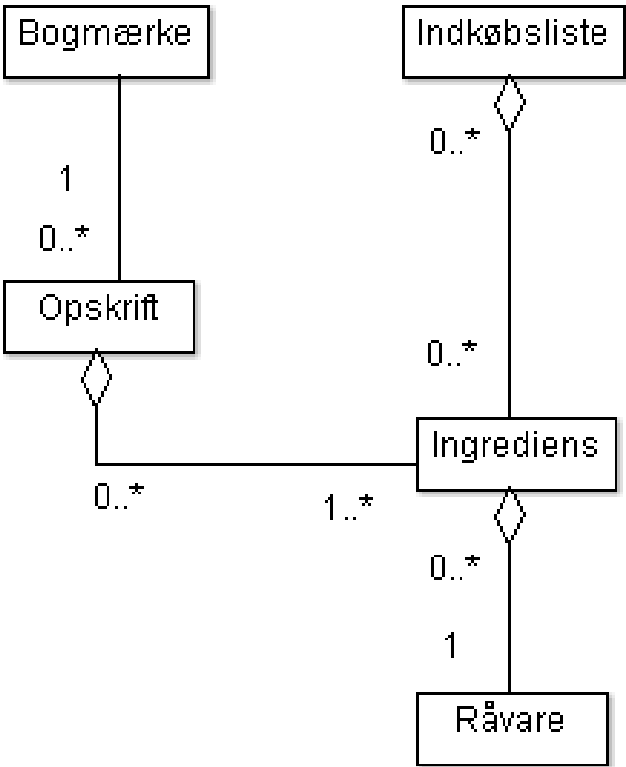 Bogmærke
Indkøbsliste
0..*
1
0..*
Opskrift
0..*
Ingrediens
0..*
1..*
0..*
1
Råvare